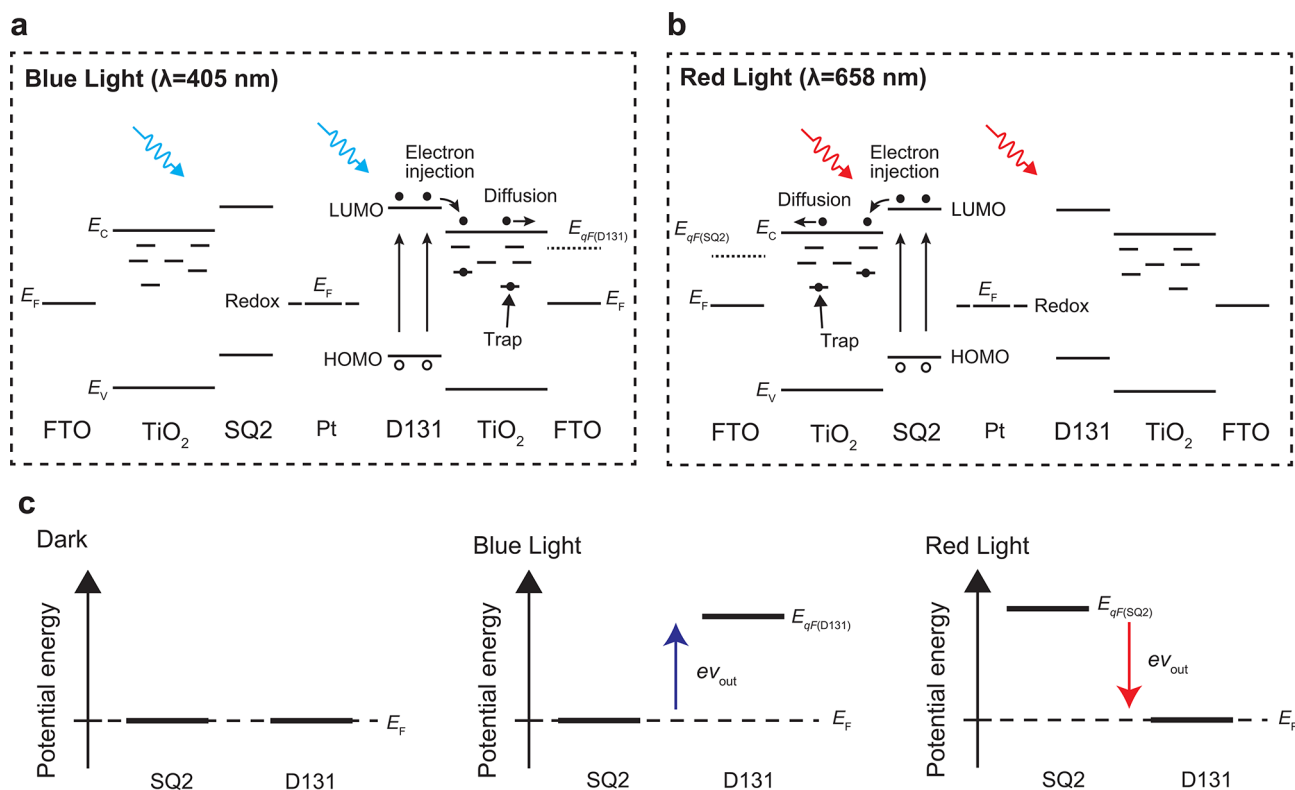 a
Blue Light (λ=405 nm)
Electron
injection
Diffusion
LUMO
E_C
E_qF(D131)
E_F
Redox
E_F
E_F
Trap
HOMO
E_V
FTO TiO₂ SQ2 Pt D131 TiO₂ FTO
b
Red Light (λ=658 nm)
Electron
injection
Diffusion
LUMO
E_qF(SQ2)
E_C
E_F
E_F
Redox
Trap
HOMO
E_V
FTO TiO₂ SQ2 Pt D131 TiO₂ FTO
c
Dark
Potential energy
E_F
SQ2 D131
Blue Light
Potential energy
E_qF(D131)
ev_out
E_F
SQ2 D131
Red Light
Potential energy
E_qF(SQ2)
ev_out
E_F
SQ2 D131